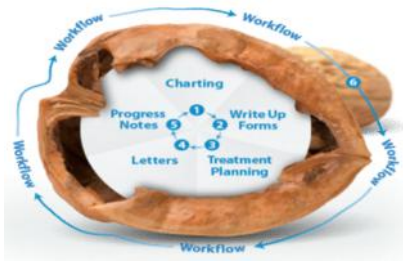 Workflow
Workflow
Charting
6
Progress
Notes
1
Write Up
Forms
5
2
4
3
Letters
Treatment
Planning
Workflow
Workflow
Workflow